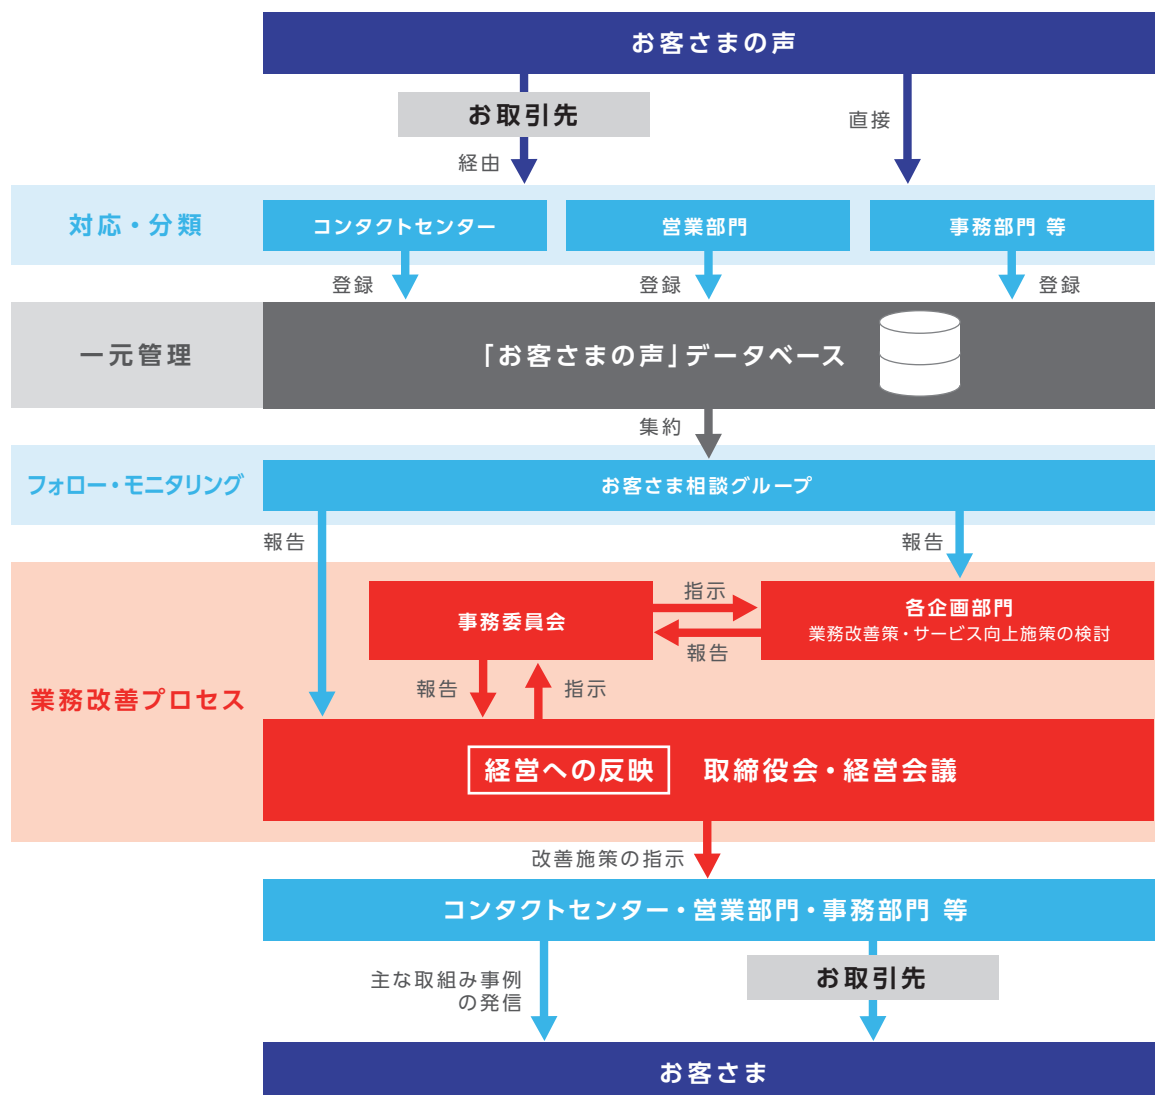 お客さまの声
お取引先
直接
経由
対応・分類
コンタクトセンター
営業部門
事務部門 等
登録
登録
登録
一元管理
「お客さまの声」データベース
集約
フォロー・モニタリング
お客さま相談グループ
報告
報告
指示
事務委員会
各企画部門
業務改善策・サービス向上施策の検討
報告
報告
指示
業務改善プロセス
経営への反映
取締役会・経営会議
改善施策の指示
コンタクトセンター・営業部門・事務部門 等
主な取組み事例
の発信
お取引先
お客さま